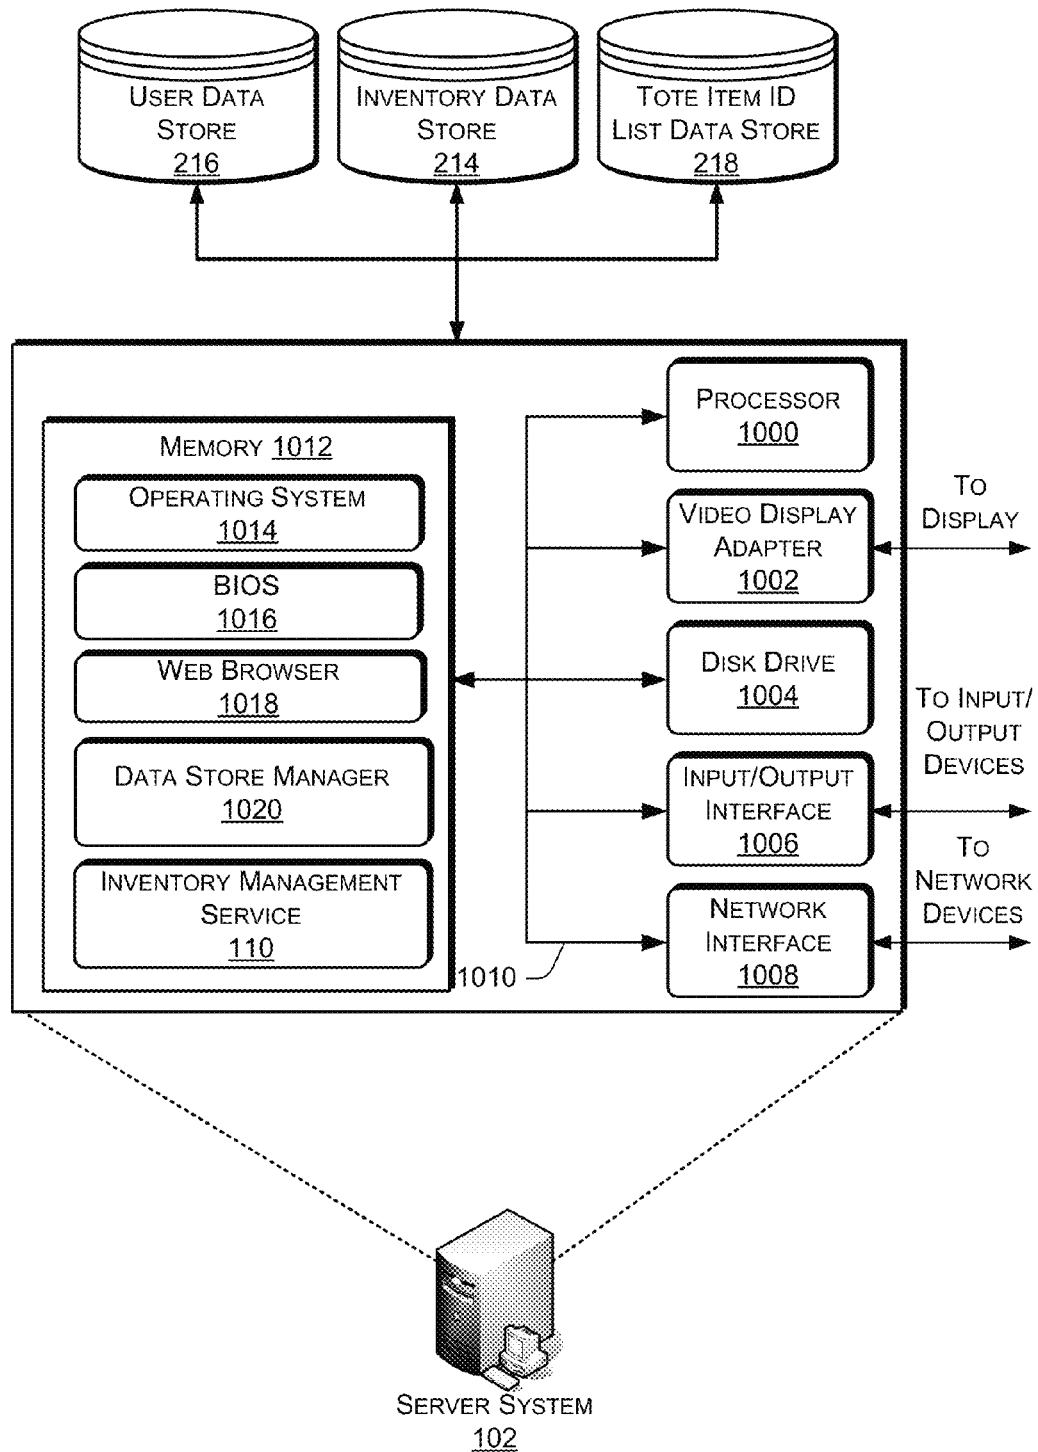 USER DATA
STORE
216
INVENTORY DATA
STORE
214
TOTE ITEM ID
LIST DATA STORE
218
MEMORY 1012
OPERATING SYSTEM
1014
BIOS
1016
WEB BROWSER
1018
DATA STORE MANAGER
1020
INVENTORY MANAGEMENT
SERVICE
110
PROCESSOR
1000
VIDEO DISPLAY
ADAPTER
1002
DISK DRIVE
1004
INPUT/OUTPUT
INTERFACE
1006
NETWORK
INTERFACE
1008
1010
TO
DISPLAY
TO INPUT/
OUTPUT
DEVICES
TO
NETWORK
DEVICES
SERVER SYSTEM
102